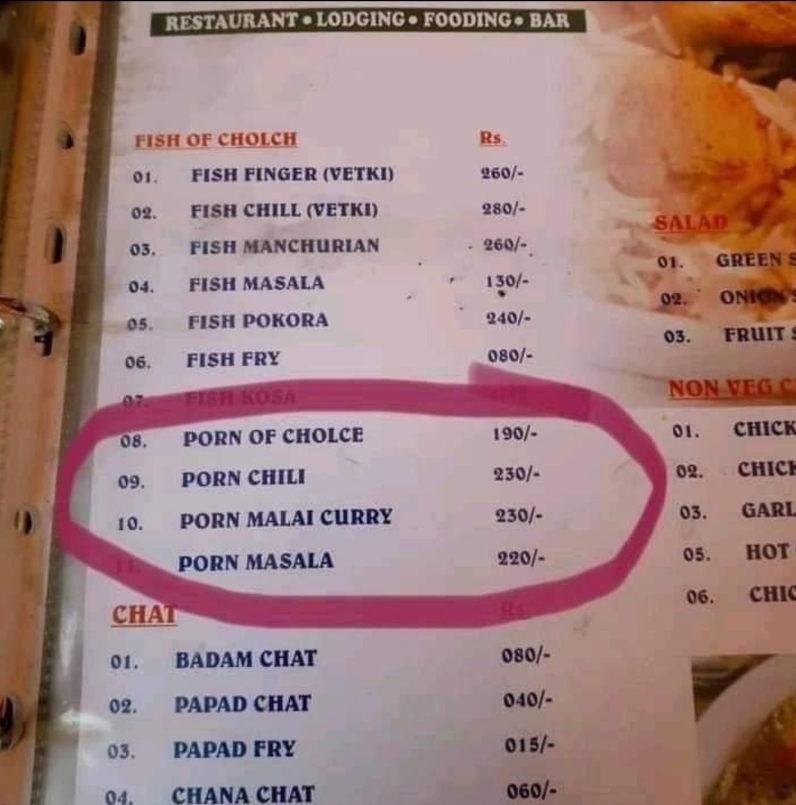 RESTAURANT • LODGING • FOODING • BAR
FISH OF CHOLCH Rs.
01. FISH FINGER (VETKI) 260/-
02. FISH CHILL (VETKI) 280/-
03. FISH MANCHURIAN 260/-
04. FISH MASALA 130/-
05. FISH POKORA 240/-
06. FISH FRY 080/-
07. FISH KOSA
08. PORN OF CHOLCE 190/-
09. PORN CHILI 230/-
10. PORN MALAI CURRY 230/-
11. PORN MASALA 220/-
CHAT Rs.
01. BADAM CHAT 080/-
02. PAPAD CHAT 040/-
03. PAPAD FRY 015/-
04. CHANA CHAT 060/-
SALAD
01. GREEN S
02. ONION S
03. FRUIT S
NON VEG C
01. CHICK
02. CHICK
03. GARL
05. HOT
06. CHIC